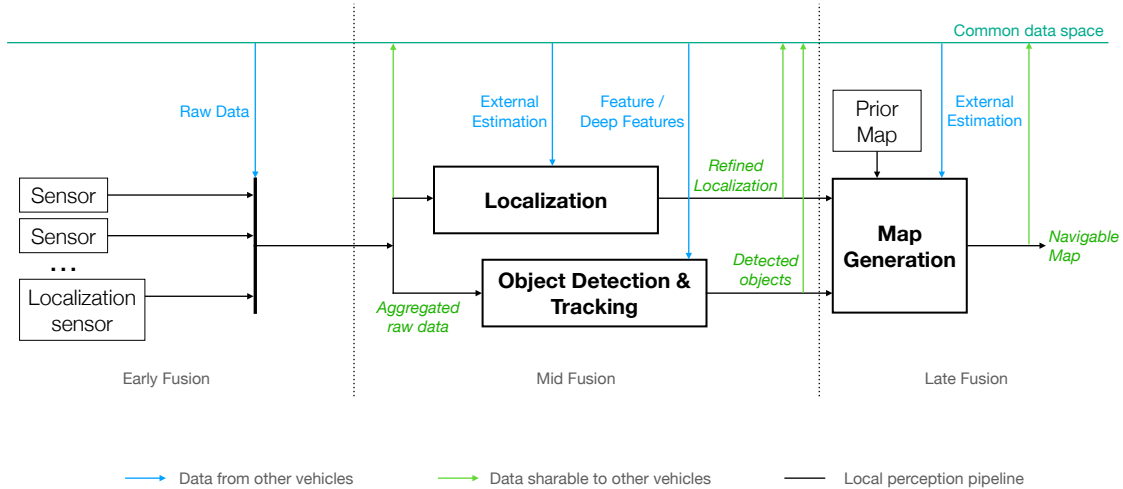 Common data space
Raw Data
External
Estimation
Feature /
Deep Features
External
Estimation
Prior
Map
Sensor
Sensor
...
Localization
sensor
Localization
Refined
Localization
Object Detection &
Tracking
Detected
objects
Aggregated
raw data
Map
Generation
Navigable
Map
Early Fusion
Mid Fusion
Late Fusion
Data from other vehicles
Data sharable to other vehicles
Local perception pipeline